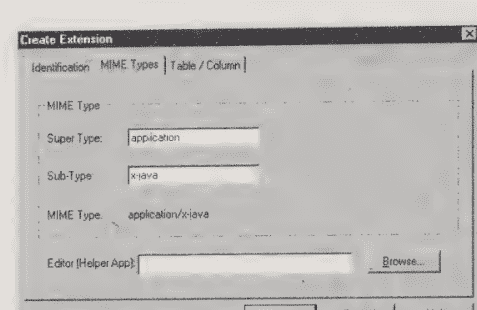 Create Extension
Identification MIME Types Table / Column
MIME Type
Super Type: application
Sub-Type x-java
MIME Type. application/x-java
Editor (Helper App): Browse...